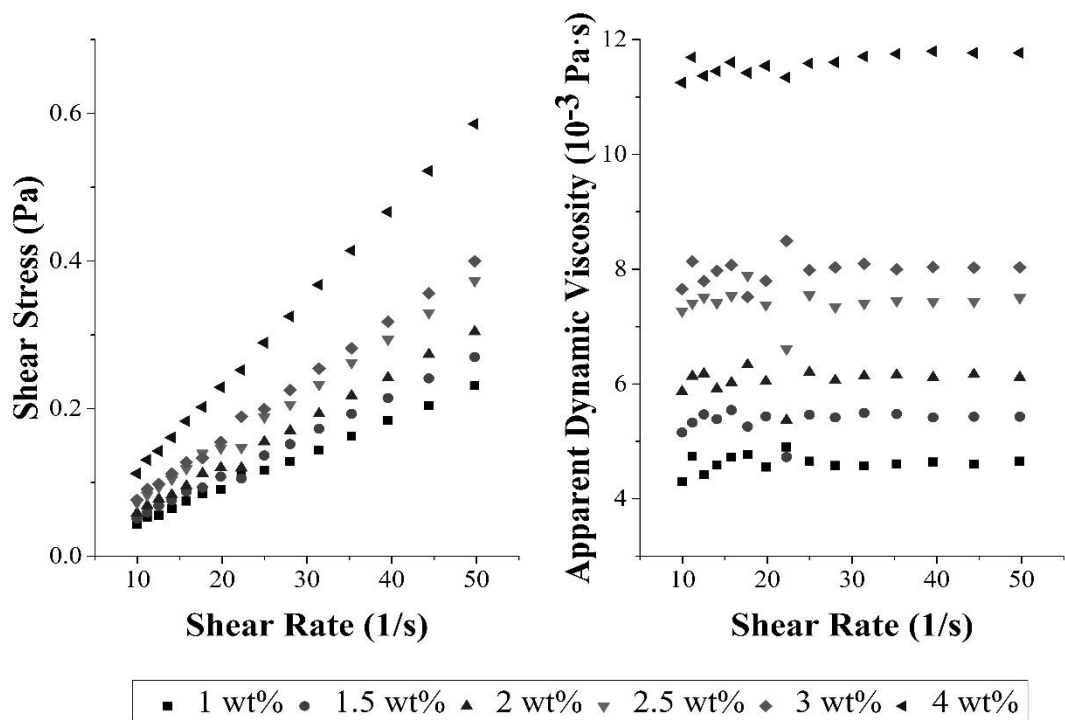 Shear Stress (Pa)
0.6
0.4
0.2
0.0
10 20 30 40 50
Shear Rate (1/s)
Apparent Dynamic Viscosity (10⁻³ Pa·s)
12
10
8
6
4
10 20 30 40 50
Shear Rate (1/s)
1 wt% 1.5 wt% 2 wt% 2.5 wt% 3 wt% 4 wt%